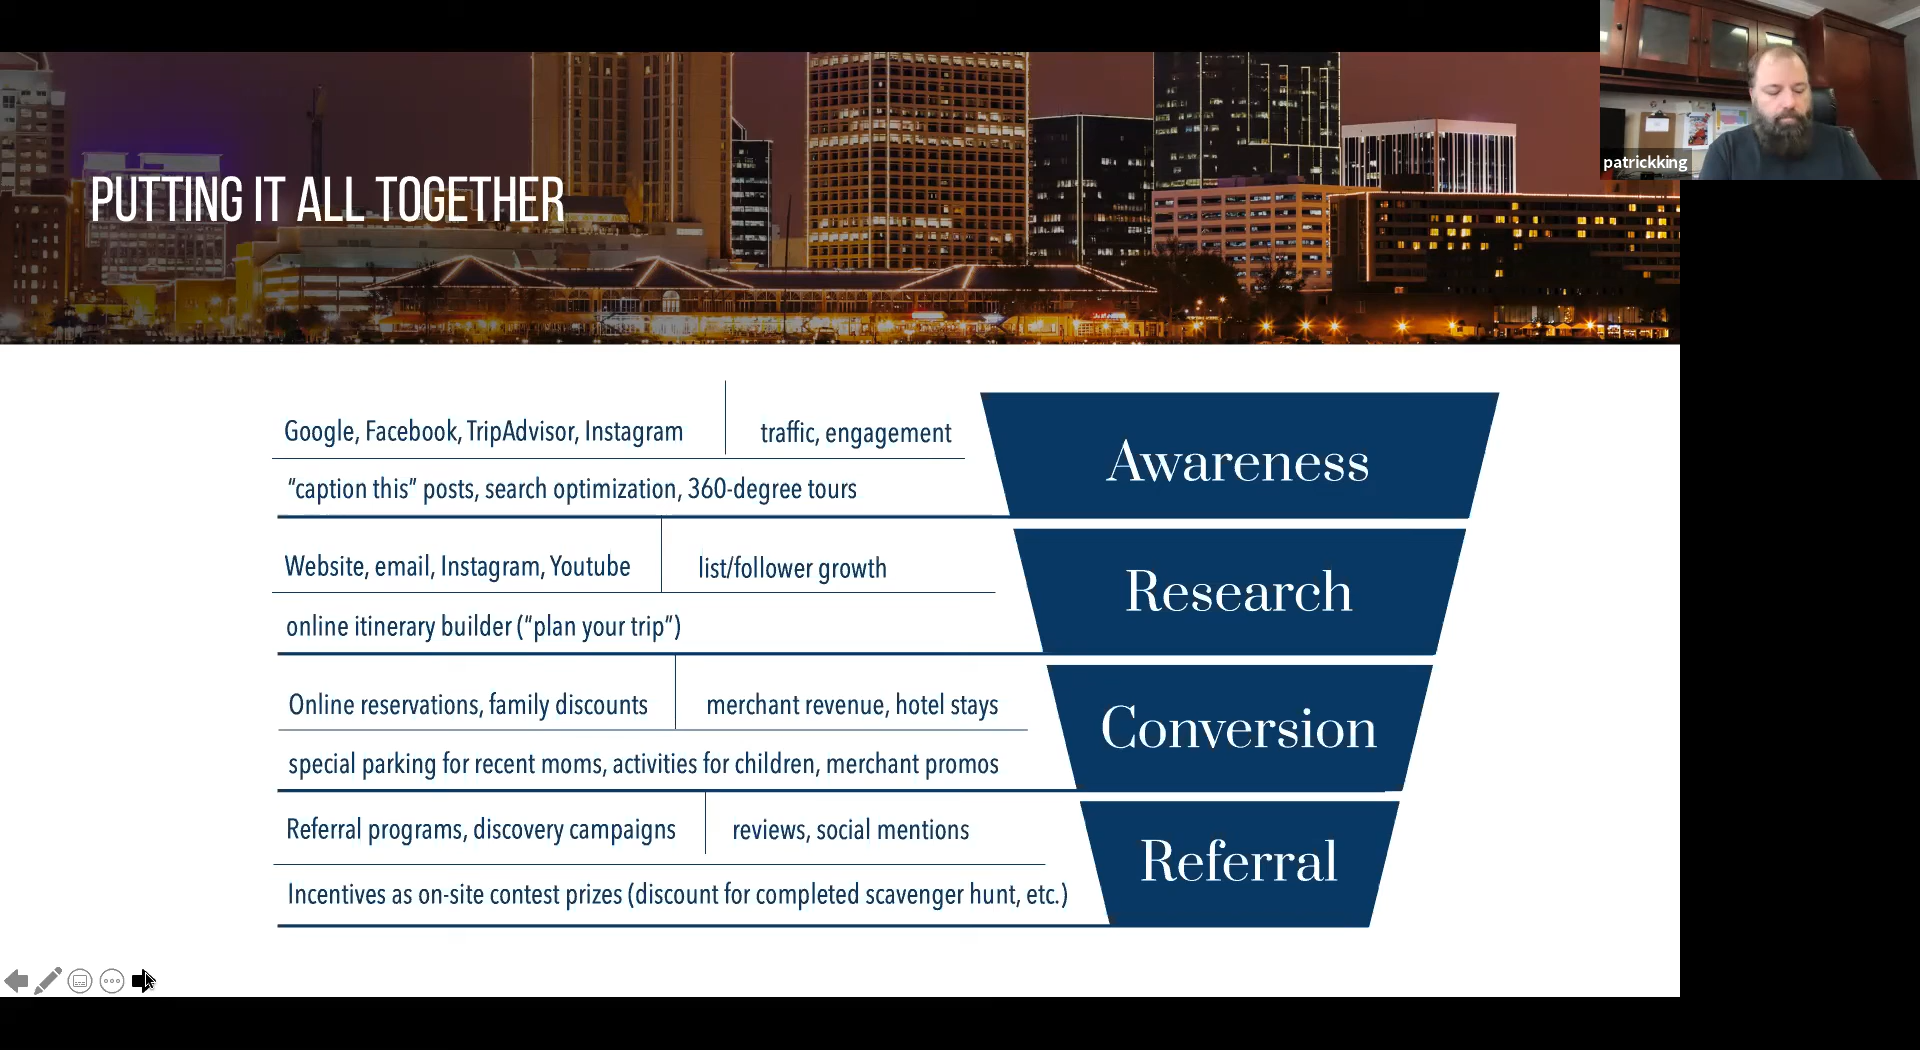 patrickking
PUTTING IT ALL TOGETHER
Google, Facebook, TripAdvisor, Instagram
traffic, engagement
Awareness
“caption this” posts, search optimization, 360-degree tours
Website, email, Instagram, Youtube
list/follower growth
Research
online itinerary builder (“plan your trip”)
Online reservations, family discounts
merchant revenue, hotel stays
Conversion
special parking for recent moms, activities for children, merchant promos
Referral programs, discovery campaigns
reviews, social mentions
Referral
Incentives as on-site contest prizes (discount for completed scavenger hunt, etc.)